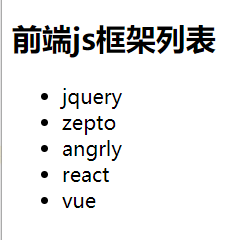 前端js框架列表
jquery
zepto
angrly
react
vue